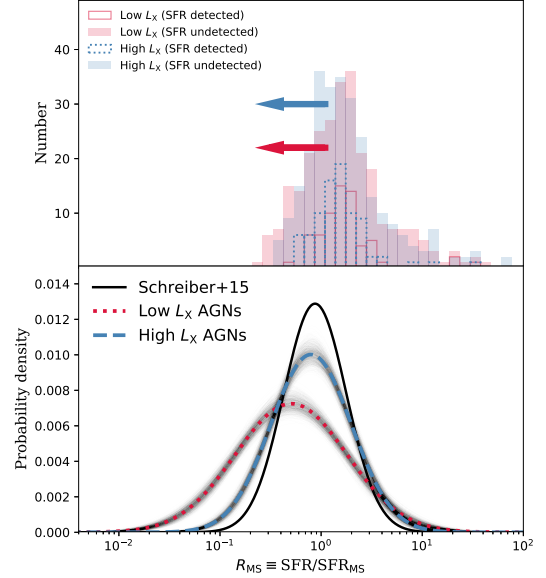 Low L_X (SFR detected)
Low L_X (SFR undetected)
High L_X (SFR detected)
High L_X (SFR undetected)
40
30
20
10
Number
0.014
0.012
0.010
0.008
0.006
0.004
0.002
0.000
Probability density
Schreiber+15
Low L_X AGNs
High L_X AGNs
10^−2
10^−1
10^0
10^1
10^2
R_MS ≡ SFR/SFR_MS